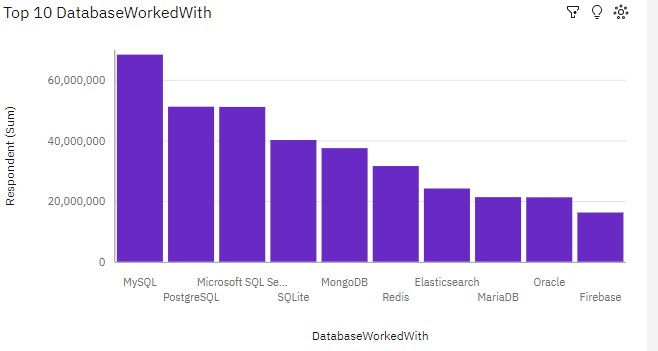 Top 10 DatabaseWorkedWith
Respondent (Sum)
60,000,000
40,000,000
20,000,000
0
MySQL
PostgreSQL
Microsoft SQL Se...
SQLite
MongoDB
Redis
Elasticsearch
MariaDB
Oracle
Firebase
DatabaseWorkedWith